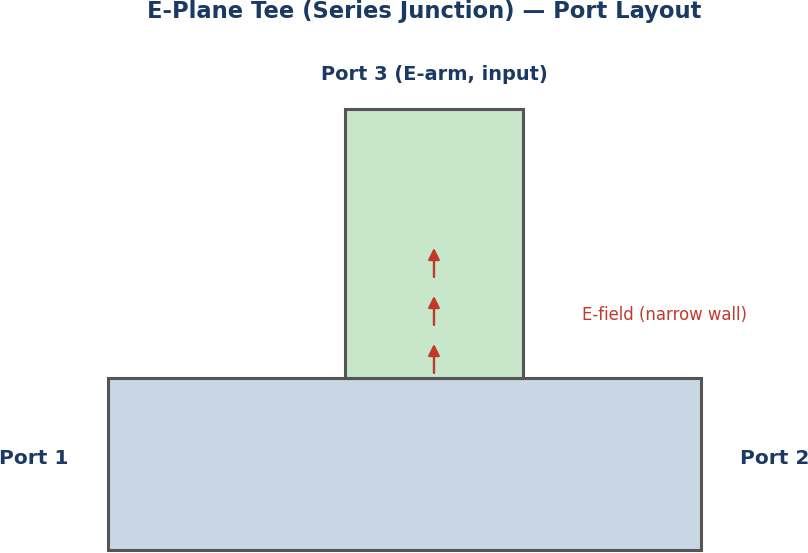 E-Plane Tee (Series Junction) — Port Layout
Port 3 (E-arm, input)
E-field (narrow wall)
Port 1
Port 2